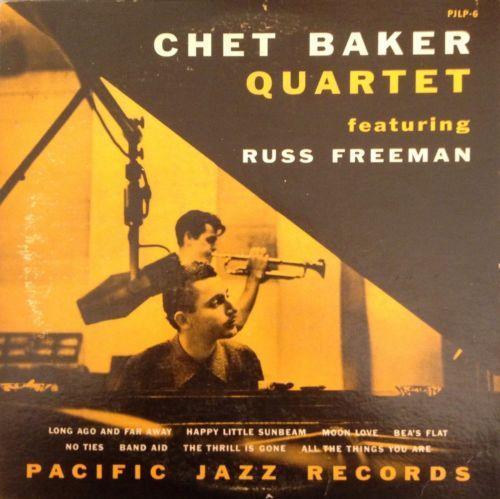 PJLP-6
CHET BAKER
QUARTET
featuring
RUSS FREEMAN
LONG AGO AND FAR AWAY HAPPY LITTLE SUNBEAM MOON LOVE BEA'S FLAT
NO TIES BAND AID THE THRILL IS GONE ALL THE THINGS YOU ARE
PACIFIC JAZZ RECORDS